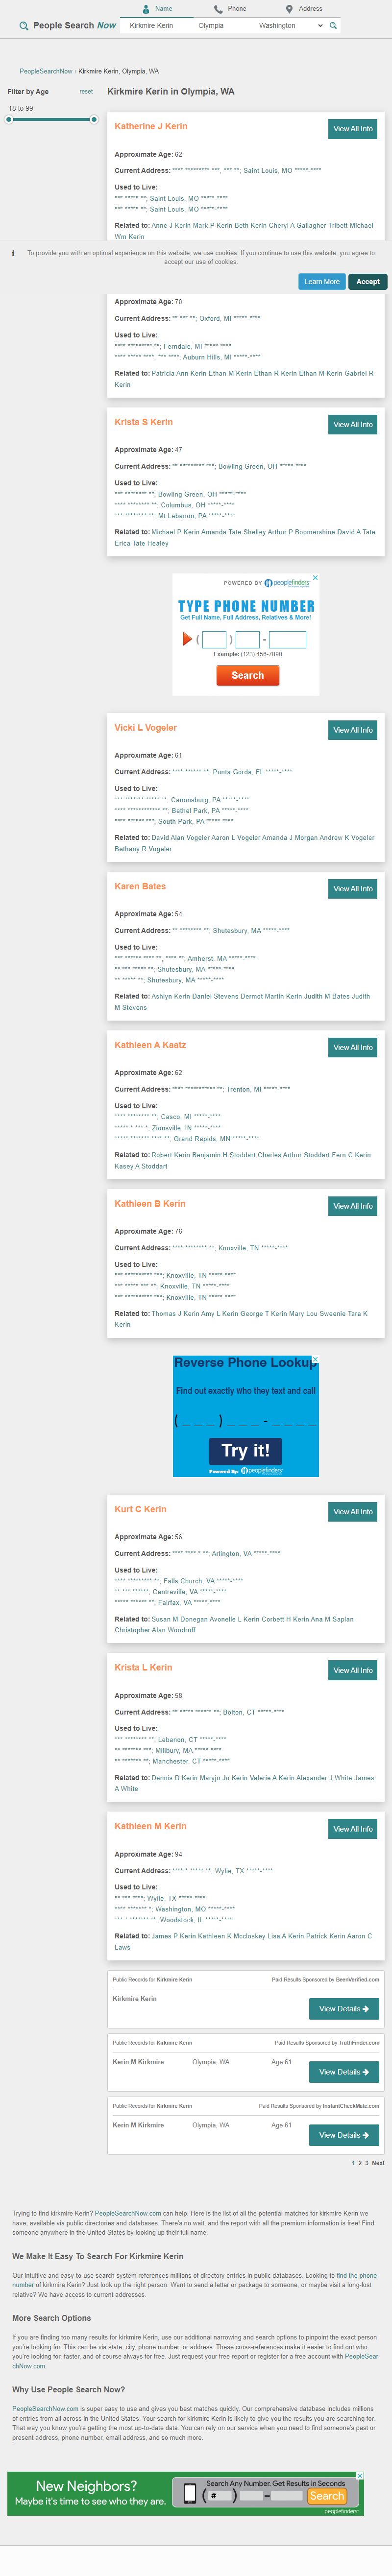 Name Phone Address
People Search Now Kirkmire Kerin Olympia Washington
PeopleSearchNow / Kirkmire Kerin, Olympia, WA
Filter by Age reset
18 to 99
Kirkmire Kerin in Olympia, WA
Katherine J Kerin
View All Info
Approximate Age: 62
Current Address: **** ********* ***, *** **; Saint Louis, MO *****-****
Used to Live:
*** ***** **; Saint Louis, MO *****-****
*** ***** **; Saint Louis, MO *****-****
Related to: Anne J Kerin Mark P Kerin Beth Kerin Cheryl A Gallagher Tribett Michael
Wm Kerin
To provide you with an optimal experience on this website, we use cookies. If you continue to use this website, you agree to
accept our use of cookies.
Learn More Accept
Approximate Age: 70
Current Address: ** *** **; Oxford, MI *****-****
Used to Live:
**** ********* **; Ferndale, MI *****-****
**** ***** ****, *** ****; Auburn Hills, MI *****-****
Related to: Patricia Ann Kerin Ethan M Kerin Ethan R Kerin Ethan M Kerin Gabriel R
Kerin
Krista S Kerin
View All Info
Approximate Age: 47
Current Address: ** ********* ***; Bowling Green, OH *****-****
Used to Live:
*** ******** **; Bowling Green, OH *****-****
**** ******** **; Columbus, OH *****-****
*** ******** **; Mt Lebanon, PA *****-****
Related to: Michael P Kerin Amanda Tate Shelley Arthur P Boomershine David A Tate
Erica Tate Healey
POWERED BY peoplefinders
TYPE PHONE NUMBER
Get Full Name, Full Address, Relatives & More!
( ) -
Example: (123) 456-7890
Search
Vicki L Vogeler
View All Info
Approximate Age: 61
Current Address: **** ****** **; Punta Gorda, FL *****-****
Used to Live:
*** ******* ***** **; Canonsburg, PA *****-****
**** ************ **; Bethel Park, PA *****-****
**** ****** ***; South Park, PA *****-****
Related to: David Alan Vogeler Aaron L Vogeler Amanda J Morgan Andrew K Vogeler
Bethany R Vogeler
Karen Bates
View All Info
Approximate Age: 54
Current Address: ** ******** **; Shutesbury, MA *****-****
Used to Live:
*** ****** **** **, **** **; Amherst, MA *****-****
** *** ***** **; Shutesbury, MA *****-****
** ***** **; Shutesbury, MA *****-****
Related to: Ashlyn Kerin Daniel Stevens Dermot Martin Kerin Judith M Bates Judith
M Stevens
Kathleen A Kaatz
View All Info
Approximate Age: 62
Current Address: **** *********** **; Trenton, MI *****-****
Used to Live:
**** ******** **; Casco, MI *****-****
***** * *** *, Zionsville, IN *****-****
***** ******* **** **; Grand Rapids, MN *****-****
Related to: Robert Kerin Benjamin H Stoddart Charles Arthur Stoddart Fern C Kerin
Kasey A Stoddart
Kathleen B Kerin
View All Info
Approximate Age: 76
Current Address: **** ******** **; Knoxville, TN *****-****
Used to Live:
*** ********** ***; Knoxville, TN *****-****
*** ***** *** **; Knoxville, TN *****-****
*** ********** ***; Knoxville, TN *****-****
Related to: Thomas J Kerin Amy L Kerin George T Kerin Mary Lou Sweenie Tara K
Kerin
Reverse Phone Lookup
Find out exactly who they text and call
(_ _ _) _ _ _ - _ _ _ _
Try it!
Powered By: peoplefinders
Kurt C Kerin
View All Info
Approximate Age: 56
Current Address: **** **** * **; Arlington, VA *****-****
Used to Live:
**** ********* **; Falls Church, VA *****-****
** *** ******; Centreville, VA *****-****
***** ****** **; Fairfax, VA *****-****
Related to: Susan M Donegan Avonelle L Kerin Corbett H Kerin Ana M Saplan
Christopher Alan Woodruff
Krista L Kerin
View All Info
Approximate Age: 58
Current Address: ** ***** ****** **; Bolton, CT *****-****
Used to Live:
*** ******** **; Lebanon, CT *****-****
** ******* ***; Millbury, MA *****-****
** ******* **; Manchester, CT *****-****
Related to: Dennis D Kerin Maryjo Jo Kerin Valerie A Kerin Alexander J White James
A White
Kathleen M Kerin
View All Info
Approximate Age: 94
Current Address: **** * ***** **; Wylie, TX *****-****
Used to Live:
** *** ****; Wylie, TX *****-****
**** ******* *; Washington, MO *****-****
*** * ******* **; Woodstock, IL *****-****
Related to: James P Kerin Kathleen K Mccloskey Lisa A Kerin Patrick Kerin Aaron C
Laws
Public Records for Kirkmire Kerin Paid Results Sponsored by BeenVerified.com
Kirkmire Kerin
View Details
Public Records for Kirkmire Kerin Paid Results Sponsored by TruthFinder.com
Kerin M Kirkmire Olympia, WA Age 61
View Details
Public Records for Kirkmire Kerin Paid Results Sponsored by InstantCheckMate.com
Kerin M Kirkmire Olympia, WA Age 61
View Details
1 2 3 Next
Trying to find kirkmire Kerin? PeopleSearchNow.com can help. Here is the list of all the potential matches for kirkmire Kerin we
have, available via public directories and databases. There's no wait, and the report with all the premium information is free! Find
someone anywhere in the United States by looking up their full name.
We Make It Easy To Search For Kirkmire Kerin
Our intuitive and easy-to-use search system references millions of directory entries in public databases. Looking to find the phone
number of kirkmire Kerin? Just look up the right person. Want to send a letter or package to someone, or maybe visit a long-lost
relative? We have access to current addresses.
More Search Options
If you are finding too many results for kirkmire Kerin, use our additional narrowing and search options to pinpoint the exact person
you're looking for. This can be via state, city, phone number, or address. These cross-references make it easier to find out who
you're looking for, faster, and of course always for free. Just request your free report or register for a free account with PeopleSear
chNow.com.
Why Use People Search Now?
PeopleSearchNow.com is super easy to use and gives you best matches quickly. Our comprehensive database includes millions
of entries from all across in the United States. Your search for kirkmire Kerin is likely to give you the results you are searching for.
That way you know you're getting the most up-to-date data. You can rely on our service when you need to find someone's past or
present address, phone number, email address, and so much more.
New Neighbors?
Maybe it's time to see who they are.
Search Any Number. Get Results in Seconds
(#) - Search
peoplefinders